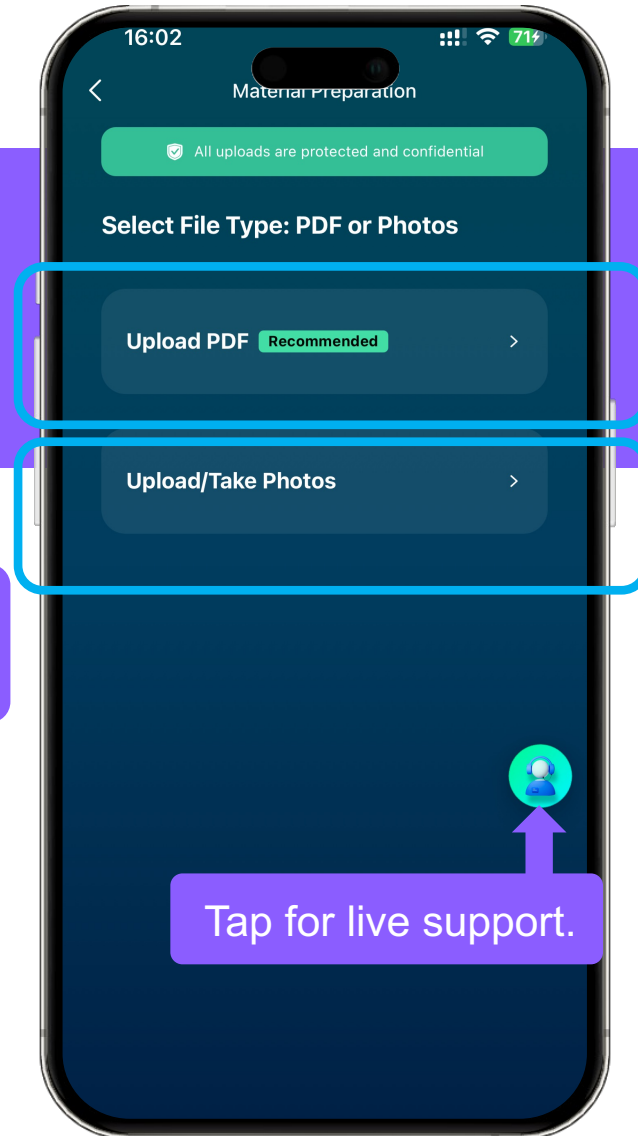 16:02
71
Material Preparation
All uploads are protected and confidential
Select File Type: PDF or Photos
Upload PDF Recommended
Upload/Take Photos
Tap for live support.